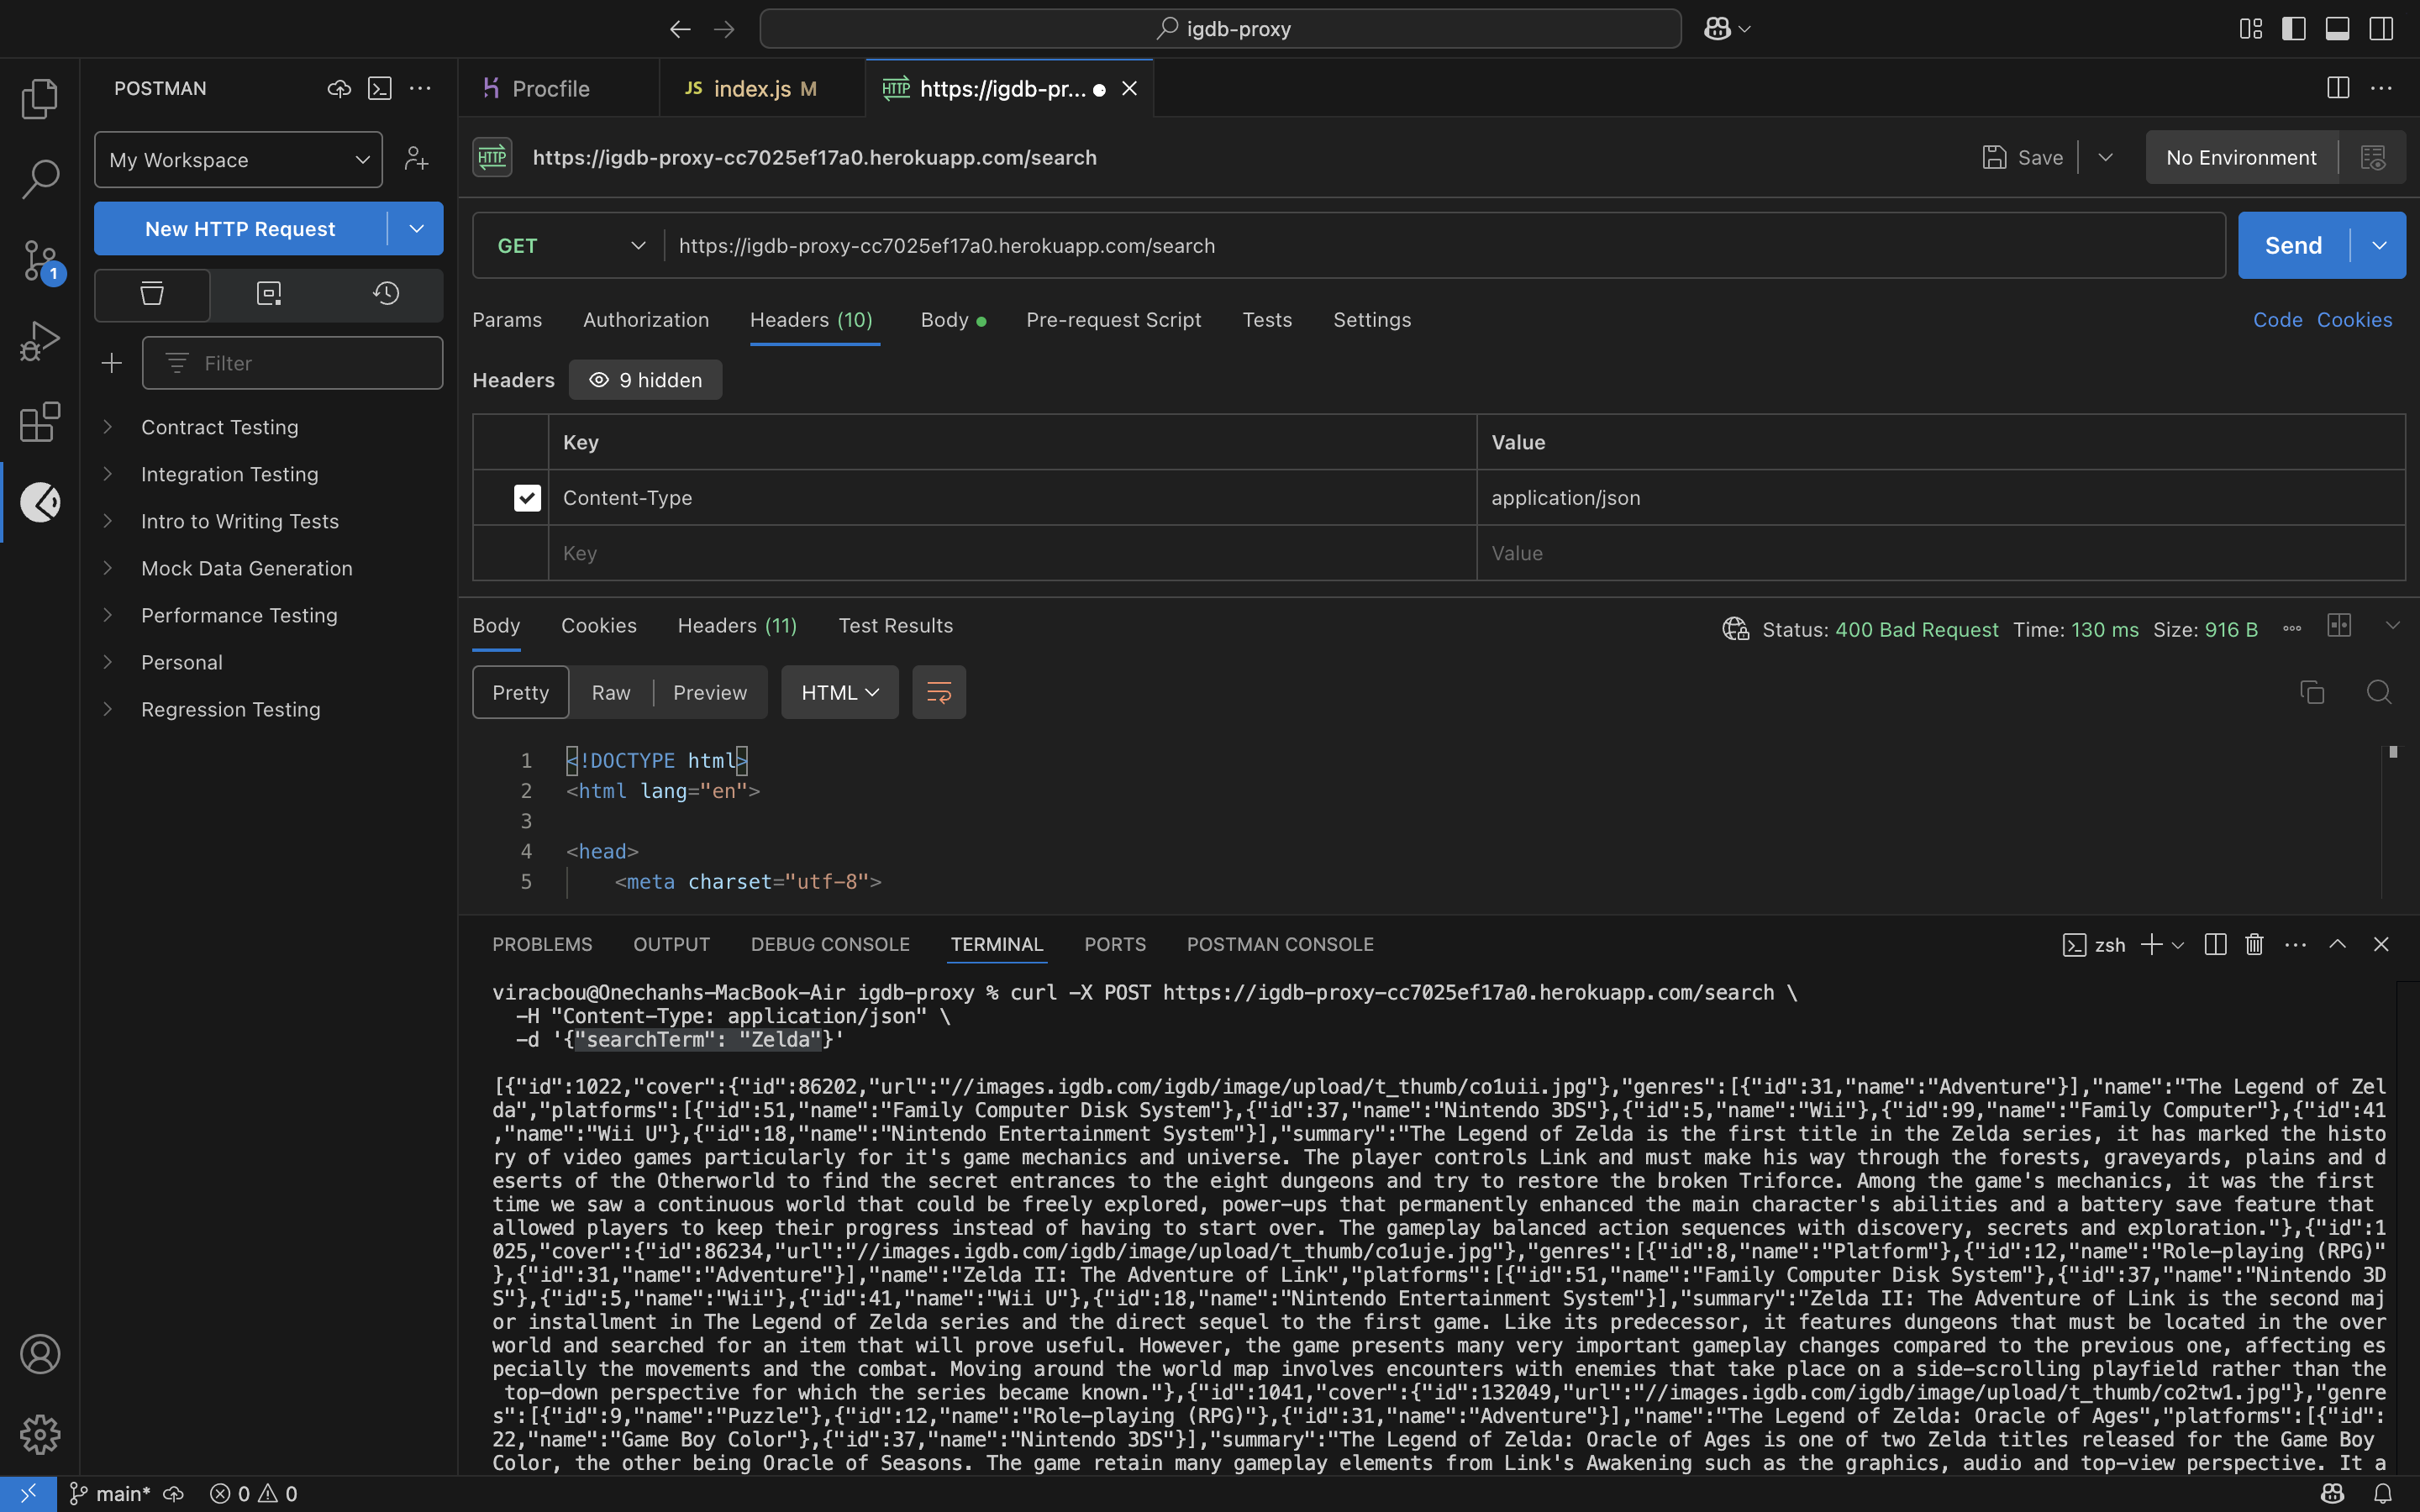 igdb-proxy
POSTMAN
Procfile
JS index.js M
HTTP https://igdb-pr...
My Workspace
HTTP https://igdb-proxy-cc7025ef17a0.herokuapp.com/search
Save
No Environment
New HTTP Request
GET https://igdb-proxy-cc7025ef17a0.herokuapp.com/search
Send
1
Params Authorization Headers (10) Body Pre-request Script Tests Settings
Code Cookies
Filter
Headers 9 hidden
Contract Testing
Integration Testing
Intro to Writing Tests
Mock Data Generation
Performance Testing
Personal
Regression Testing
Key Value
Content-Type application/json
Key Value
Body Cookies Headers (11) Test Results
Status: 400 Bad Request Time: 130 ms Size: 916 B
Pretty Raw Preview HTML
1 <!DOCTYPE html>
2 <html lang="en">
3
4 <head>
5 <meta charset="utf-8">
PROBLEMS OUTPUT DEBUG CONSOLE TERMINAL PORTS POSTMAN CONSOLE
zsh
viracbou@Onechanhs-MacBook-Air igdb-proxy % curl -X POST https://igdb-proxy-cc7025ef17a0.herokuapp.com/search \
-H "Content-Type: application/json" \
-d '{"searchTerm": "Zelda"}'
[{"id":1022,"cover":{"id":86202,"url":"//images.igdb.com/igdb/image/upload/t_thumb/co1uii.jpg"},"genres":[{"id":31,"name":"Adventure"}],"name":"The Legend of Zel
da","platforms":[{"id":51,"name":"Family Computer Disk System"},{"id":37,"name":"Nintendo 3DS"},{"id":5,"name":"Wii"},{"id":99,"name":"Family Computer"},{"id":41
,"name":"Wii U"},{"id":18,"name":"Nintendo Entertainment System"}],"summary":"The Legend of Zelda is the first title in the Zelda series, it has marked the histo
ry of video games particularly for it's game mechanics and universe. The player controls Link and must make his way through the forests, graveyards, plains and d
eserts of the Otherworld to find the secret entrances to the eight dungeons and try to restore the broken Triforce. Among the game's mechanics, it was the first
time we saw a continuous world that could be freely explored, power-ups that permanently enhanced the main character's abilities and a battery save feature that
allowed players to keep their progress instead of having to start over. The gameplay balanced action sequences with discovery, secrets and exploration."},{"id":1
025,"cover":{"id":86234,"url":"//images.igdb.com/igdb/image/upload/t_thumb/co1uje.jpg"},"genres":[{"id":8,"name":"Platform"},{"id":12,"name":"Role-playing (RPG)"
},{"id":31,"name":"Adventure"}],"name":"Zelda II: The Adventure of Link","platforms":[{"id":51,"name":"Family Computer Disk System"},{"id":37,"name":"Nintendo 3D
S"},{"id":5,"name":"Wii"},{"id":41,"name":"Wii U"},{"id":18,"name":"Nintendo Entertainment System"}],"summary":"Zelda II: The Adventure of Link is the second maj
or installment in The Legend of Zelda series and the direct sequel to the first game. Like its predecessor, it features dungeons that must be located in the over
world and searched for an item that will prove useful. However, the game presents many very important gameplay changes compared to the previous one, affecting es
pecially the movements and the combat. Moving around the world map involves encounters with enemies that take place on a side-scrolling playfield rather than the
top-down perspective for which the series became known."},{"id":1041,"cover":{"id":132049,"url":"//images.igdb.com/igdb/image/upload/t_thumb/co2tw1.jpg"},"genre
s":[{"id":9,"name":"Puzzle"},{"id":12,"name":"Role-playing (RPG)"},{"id":31,"name":"Adventure"}],"name":"The Legend of Zelda: Oracle of Ages","platforms":[{"id":
22,"name":"Game Boy Color"},{"id":37,"name":"Nintendo 3DS"}],"summary":"The Legend of Zelda: Oracle of Ages is one of two Zelda titles released for the Game Boy
Color, the other being Oracle of Seasons. The game retain many gameplay elements from Link's Awakening such as the graphics, audio and top-view perspective. It a
main* 0 0